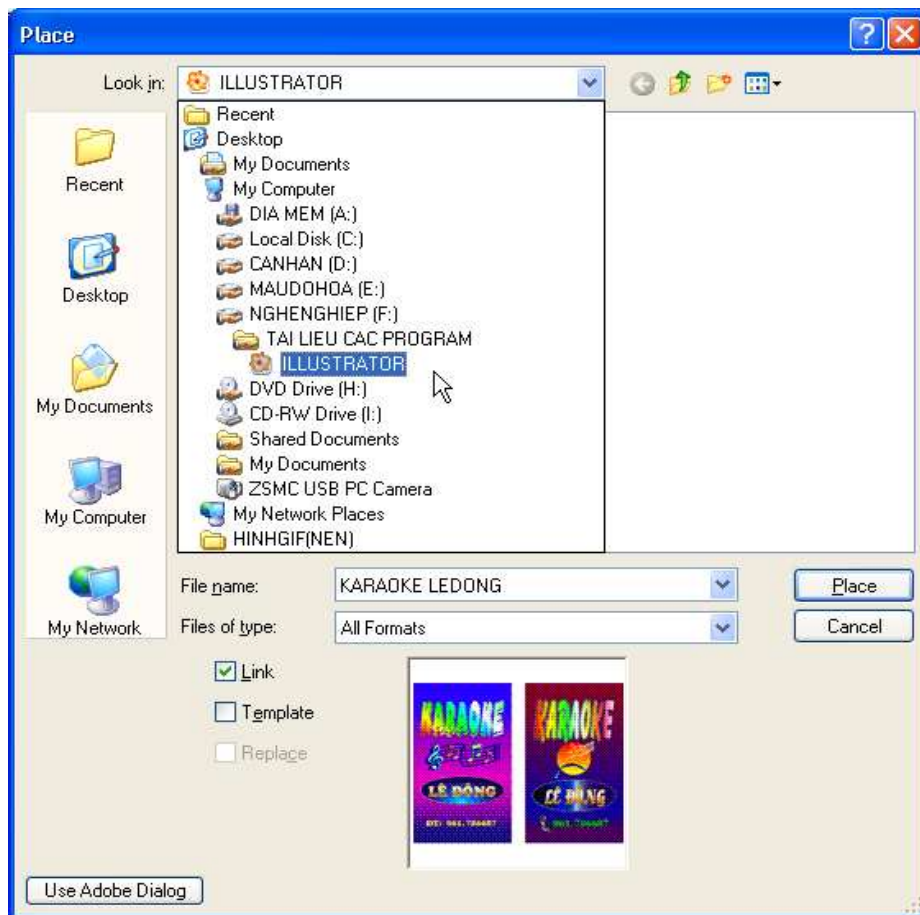 Place
Look in:
ILLUSTRATOR
Recent
Desktop
My Documents
My Computer
DIA MEM (A:)
Local Disk (C:)
CANHAN (D:)
MAUDOHOA (E:)
NGHENGHIEP (F:)
TAI LIEU CAC PROGRAM
ILLUSTRATOR
DVD Drive (H:)
CD-RW Drive (I:)
Shared Documents
My Documents
ZSMC USB PC Camera
My Network Places
HINHGIF(NEN)
Recent
Desktop
My Documents
My Computer
My Network
File name:
KARAOKE LEDONG
Place
Files of type:
All Formats
Cancel
Link
Template
Replace
KARAOKE
LÊ ĐÔNG
KARAOKE
LÊ ĐÔNG
Use Adobe Dialog